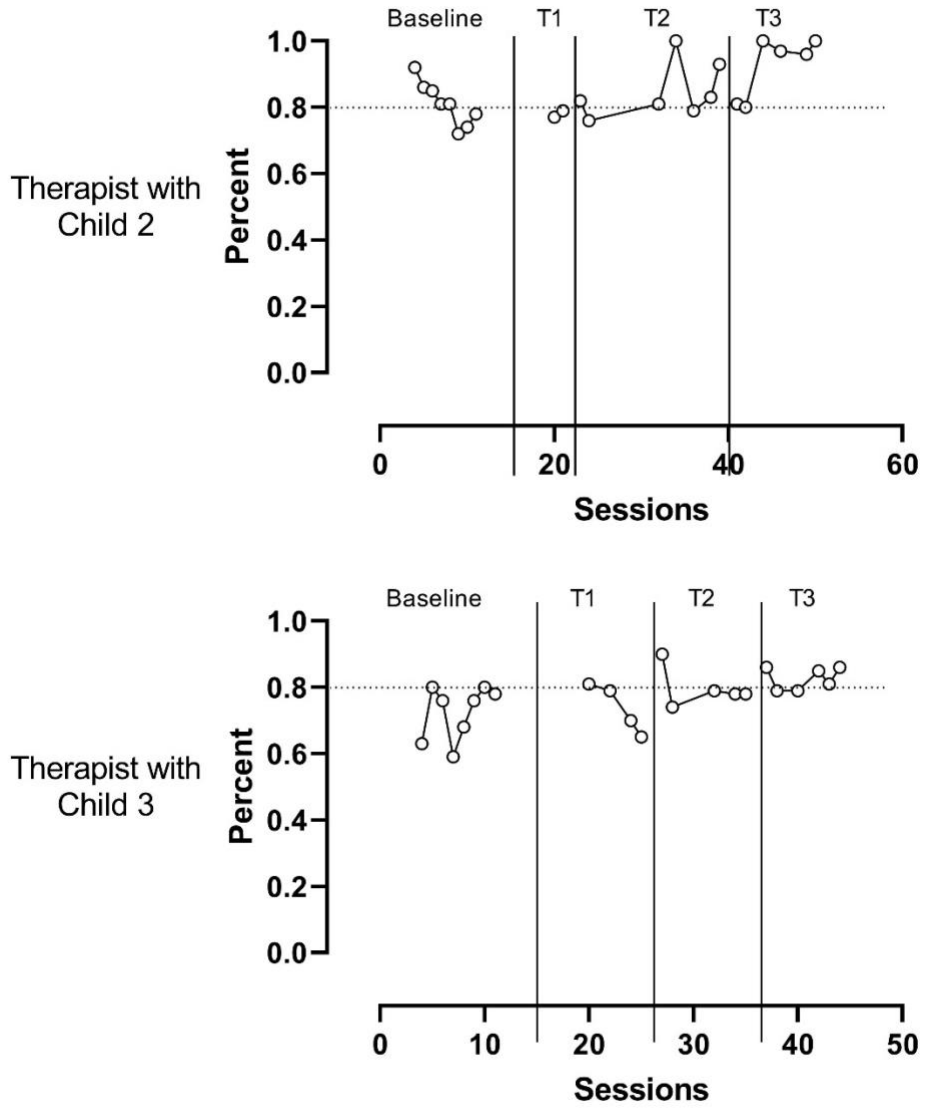 Baseline T1 T2 T3
1.0
0.8
0.6
0.4
0.2
0.0
Percent
Therapist with
Child 2
0 20 40 60
Sessions
Baseline T1 T2 T3
1.0
0.8
0.6
0.4
0.2
0.0
Percent
Therapist with
Child 3
0 10 20 30 40 50
Sessions